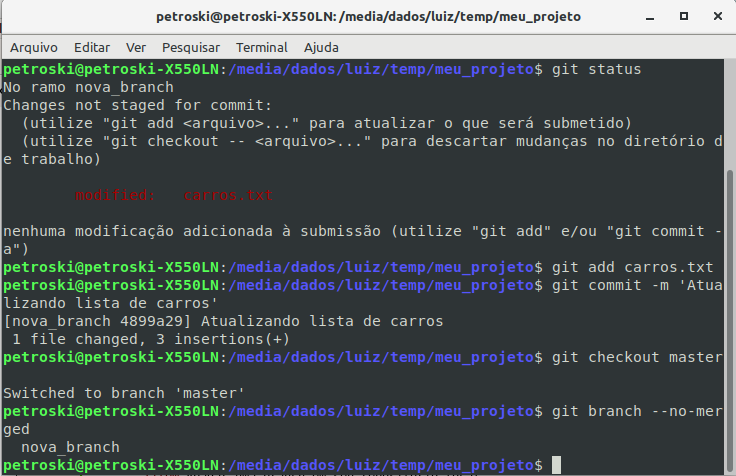 petroski@petroski-X550LN: /media/dados/luiz/temp/meu_projeto
Arquivo Editar Ver Pesquisar Terminal Ajuda
petroski@petroski-X550LN:/media/dados/luiz/temp/meu_projeto$ git status
No ramo nova_branch
Changes not staged for commit:
  (utilize "git add <arquivo>..." para atualizar o que será submetido)
  (utilize "git checkout -- <arquivo>..." para descartar mudanças no diretório d
e trabalho)
        modified:   carros.txt
nenhuma modificação adicionada à submissão (utilize "git add" e/ou "git commit -
a")
petroski@petroski-X550LN:/media/dados/luiz/temp/meu_projeto$ git add carros.txt
petroski@petroski-X550LN:/media/dados/luiz/temp/meu_projeto$ git commit -m 'Atua
lizando lista de carros'
[nova_branch 4899a29] Atualizando lista de carros
 1 file changed, 3 insertions(+)
petroski@petroski-X550LN:/media/dados/luiz/temp/meu_projeto$ git checkout master
Switched to branch 'master'
petroski@petroski-X550LN:/media/dados/luiz/temp/meu_projeto$ git branch --no-mer
ged
  nova_branch
petroski@petroski-X550LN:/media/dados/luiz/temp/meu_projeto$